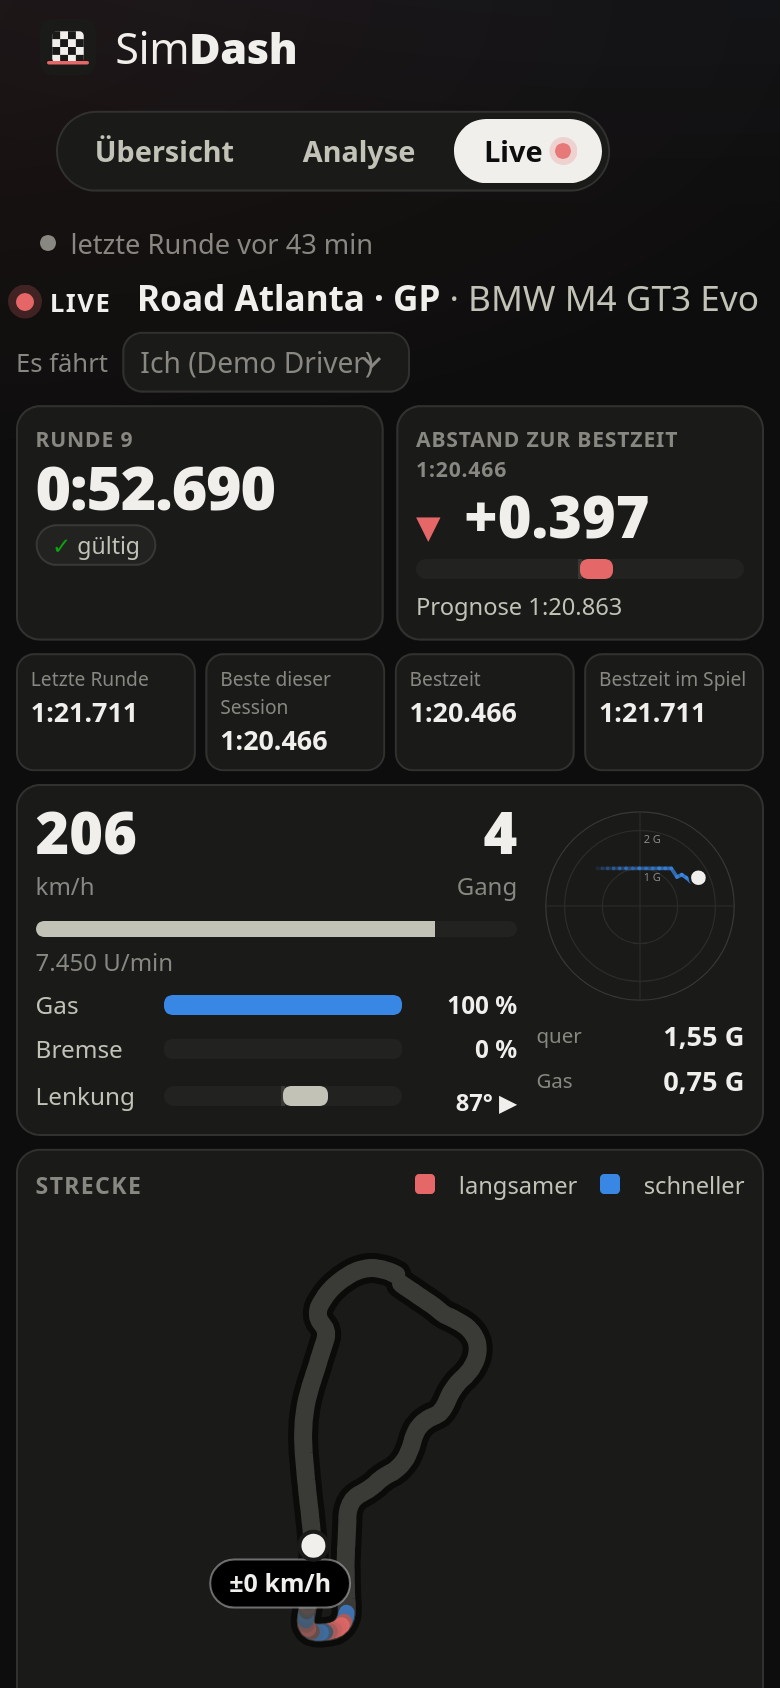 SimDash
Übersicht Analyse Live
letzte Runde vor 43 min
LIVE Road Atlanta · GP · BMW M4 GT3 Evo
Es fährt Ich (Demo Driver)
RUNDE 9
0:52.690
✓ gültig
ABSTAND ZUR BESTZEIT
1:20.466
▼ +0.397
Prognose 1:20.863
Letzte Runde
1:21.711
Beste dieser
Session
1:20.466
Bestzeit
1:20.466
Bestzeit im Spiel
1:21.711
206
km/h
4
Gang
7.450 U/min
Gas 100 %
Bremse 0 %
Lenkung 87° ▶
2 G
1 G
quer 1,55 G
Gas 0,75 G
STRECKE langsamer schneller
±0 km/h